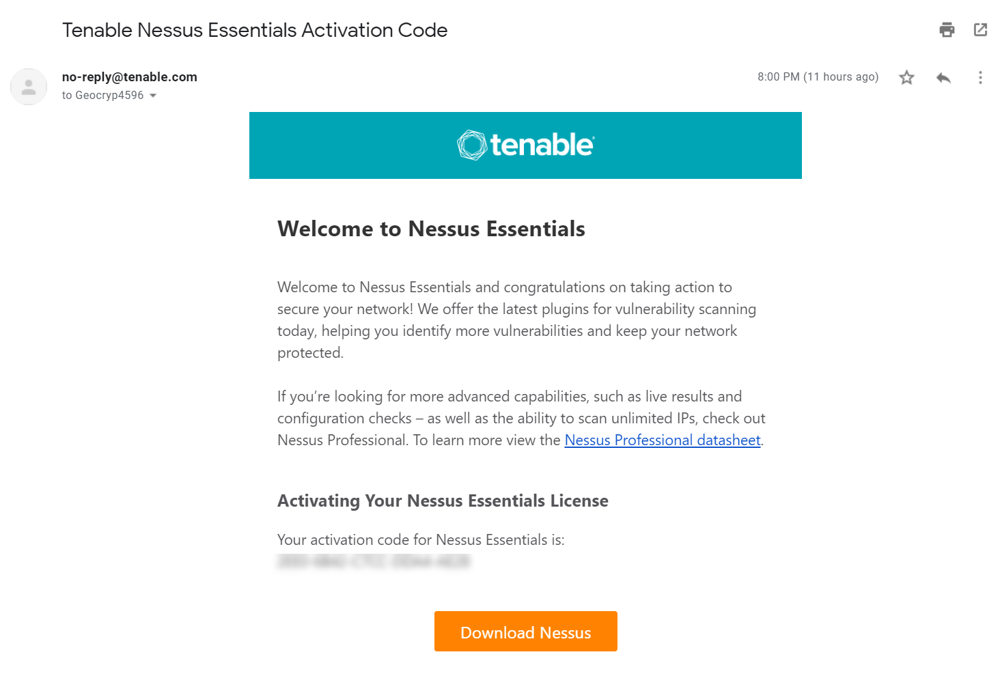 Tenable Nessus Essentials Activation Code
no-reply@tenable.com
8:00 PM (11 hours ago)
to Geocryp4596
tenable
Welcome to Nessus Essentials
Welcome to Nessus Essentials and congratulations on taking action to
secure your network! We offer the latest plugins for vulnerability scanning
today, helping you identify more vulnerabilities and keep your network
protected.
If you’re looking for more advanced capabilities, such as live results and
configuration checks – as well as the ability to scan unlimited IPs, check out
Nessus Professional. To learn more view the Nessus Professional datasheet.
Activating Your Nessus Essentials License
Your activation code for Nessus Essentials is:
Download Nessus